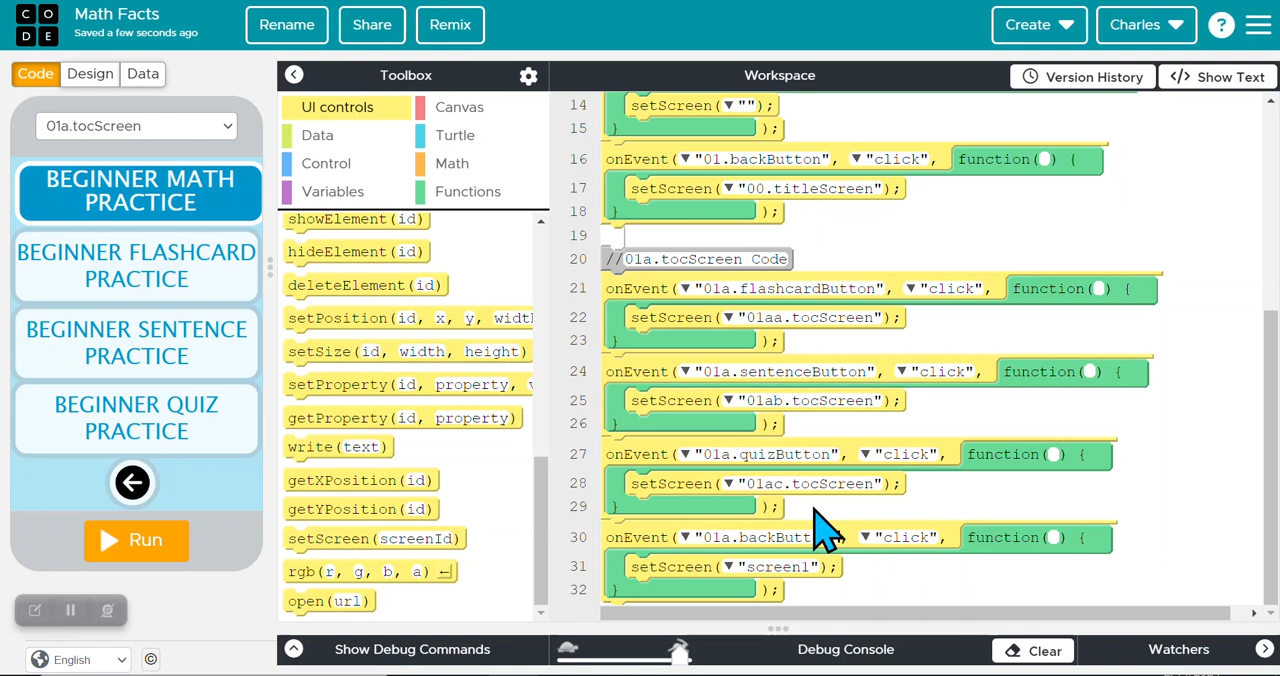 C O
D E
Math Facts
Saved a few seconds ago
Rename
Share
Remix
Create
Charles
?
Code
Design
Data
Toolbox
Workspace
Version History
</> Show Text
01a.tocScreen
BEGINNER MATH
PRACTICE
BEGINNER FLASHCARD
PRACTICE
BEGINNER SENTENCE
PRACTICE
BEGINNER QUIZ
PRACTICE
Run
English
©
UI controls
Canvas
Data
Turtle
Control
Math
Variables
Functions
showElement(id)
hideElement(id)
deleteElement(id)
setPosition(id, x, y, widt
setSize(id, width, height)
setProperty(id, property,
getProperty(id, property)
write(text)
getXPosition(id)
getYPosition(id)
setScreen(screenId)
rgb(r, g, b, a)
open(url)
14 setScreen("");
15 } );
16 onEvent("01.backButton", "click", function() {
17 setScreen("00.titleScreen");
18 } );
19
20 //01a.tocScreen Code
21 onEvent("01a.flashcardButton", "click", function() {
22 setScreen("01aa.tocScreen");
23 } );
24 onEvent("01a.sentenceButton", "click", function() {
25 setScreen("01ab.tocScreen");
26 } );
27 onEvent("01a.quizButton", "click", function() {
28 setScreen("01ac.tocScreen");
29 } );
30 onEvent("01a.backButt , "click", function() {
31 setScreen("screen1");
32 } );
Show Debug Commands
Debug Console
Clear
Watchers